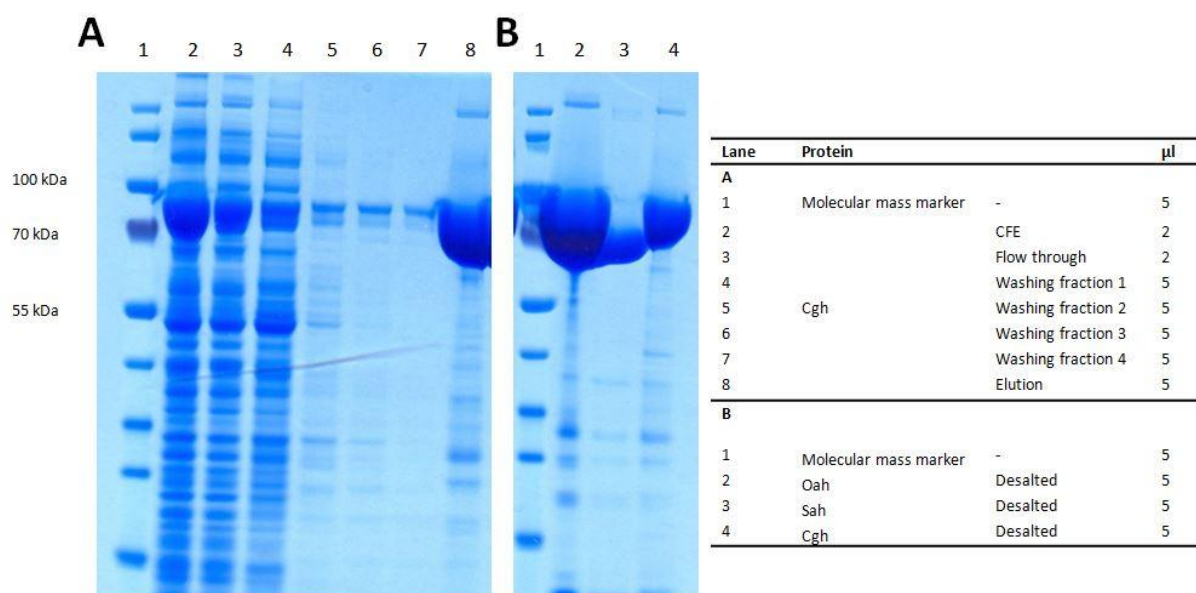 A 1 2 3 4 5 6 7 8 B 1 2 3 4
100 kDa
70 kDa
55 kDa
Lane Protein µl
A
1 Molecular mass marker - 5
2 CFE 2
3 Flow through 2
4 Washing fraction 1 5
5 Cgh Washing fraction 2 5
6 Washing fraction 3 5
7 Washing fraction 4 5
8 Elution 5
B
1 Molecular mass marker - 5
2 Oah Desalted 5
3 Sah Desalted 5
4 Cgh Desalted 5